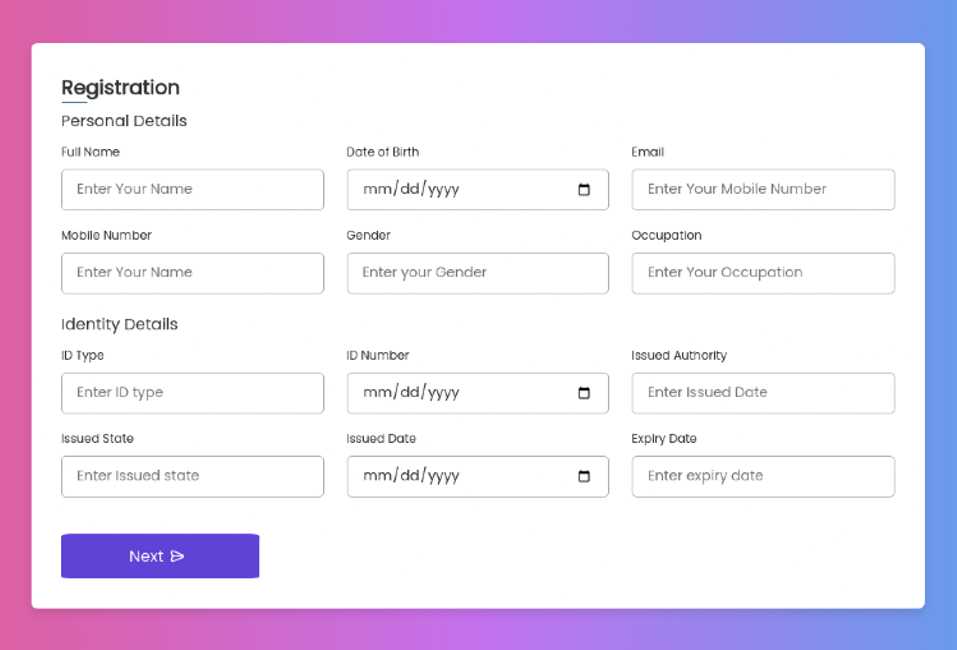 Registration
Personal Details
Full Name Date of Birth Email
Enter Your Name mm/dd/yyyy Enter Your Mobile Number
Mobile Number Gender Occupation
Enter Your Name Enter your Gender Enter Your Occupation
Identity Details
ID Type ID Number Issued Authority
Enter ID type mm/dd/yyyy Enter Issued Date
Issued State Issued Date Expiry Date
Enter Issued state mm/dd/yyyy Enter expiry date
Next